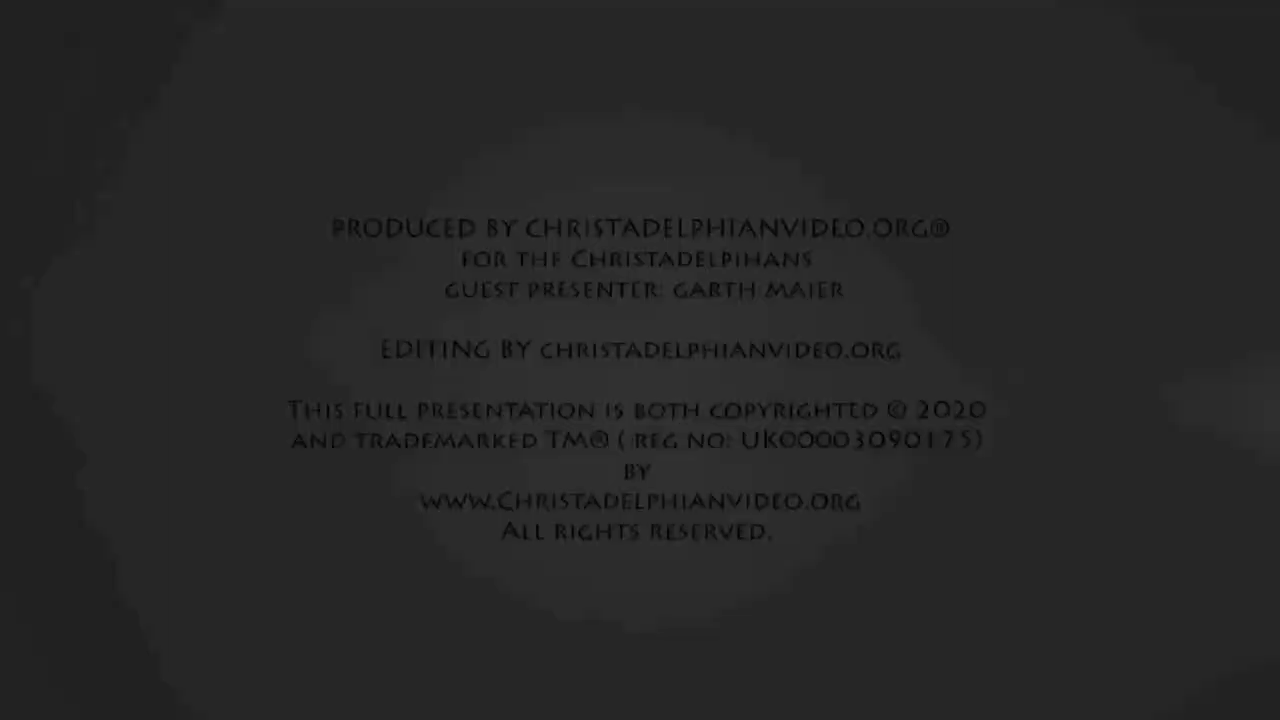 PRODUCED BY CHRISTADELPHIANVIDEO.ORG®
FOR THE CHRISTADELPIHANS
GUEST PRESENTER: GARTH MAIER
EDITING BY CHRISTADELPHIANVIDEO.ORG
THIS FULL PRESENTATION IS BOTH COPYRIGHTED © 2020
AND TRADEMARKED TM® ( REG NO: UK00003090175)
BY
WWW.CHRISTADELPHIANVIDEO.ORG
ALL RIGHTS RESERVED.